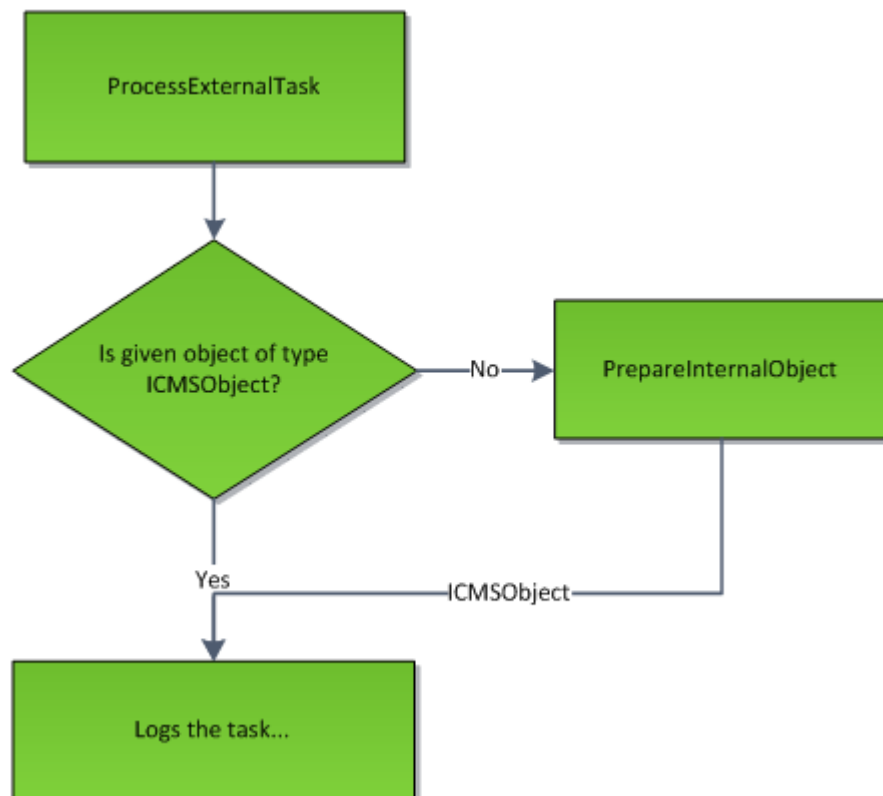 ProcessExternalTask
Is given object of type
ICMSObject?
No
PrepareInternalObject
Yes
ICMSObject
Logs the task...